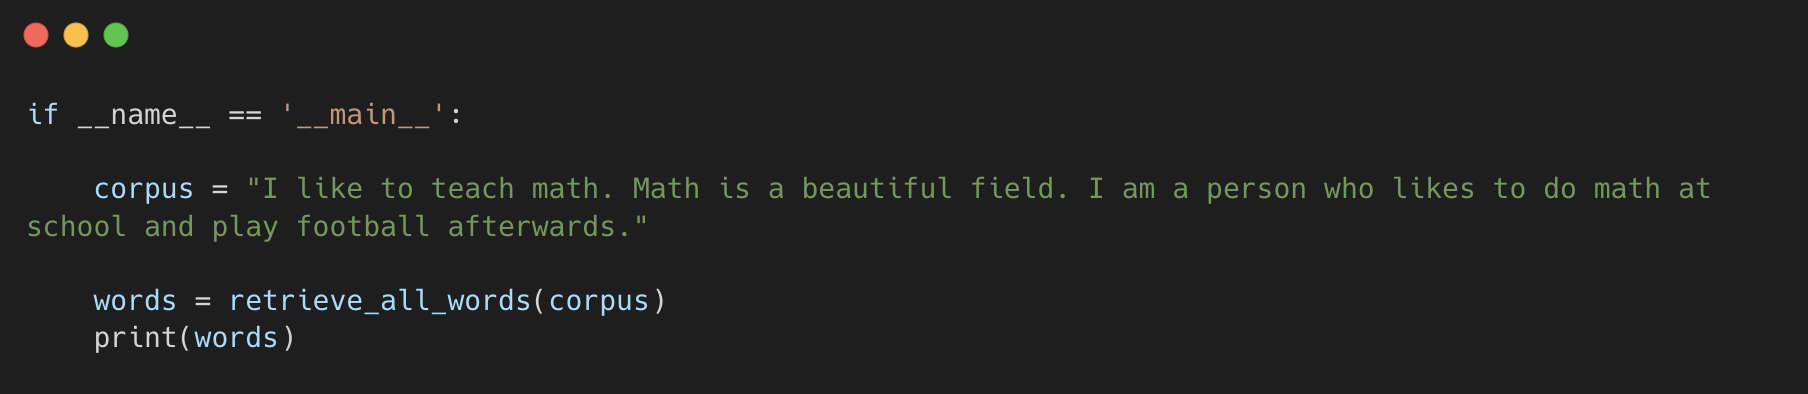 if __name__ == '__main__':
corpus = "I like to teach math. Math is a beautiful field. I am a person who likes to do math at
school and play football afterwards."
words = retrieve_all_words(corpus)
print(words)